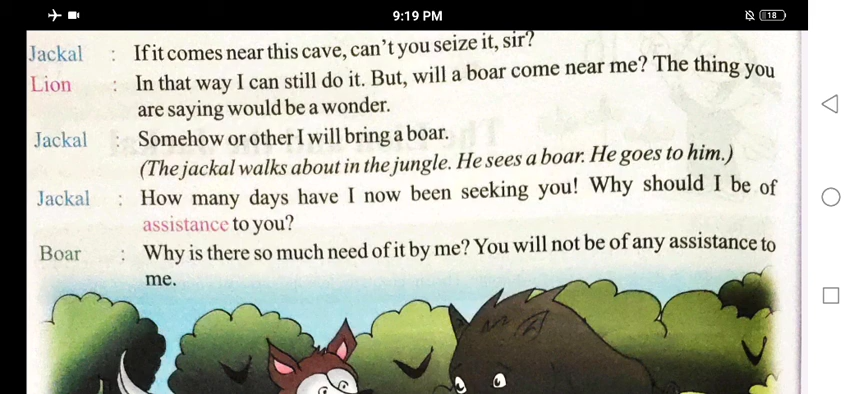 9:19 PM
18
Jackal : If it comes near this cave, can't you seize it, sir?
Lion : In that way I can still do it. But, will a boar come near me? The thing you
are saying would be a wonder.
Jackal : Somehow or other I will bring a boar.
(The jackal walks about in the jungle. He sees a boar. He goes to him.)
Jackal : How many days have I now been seeking you! Why should I be of
assistance to you?
Boar : Why is there so much need of it by me? You will not be of any assistance to
me.